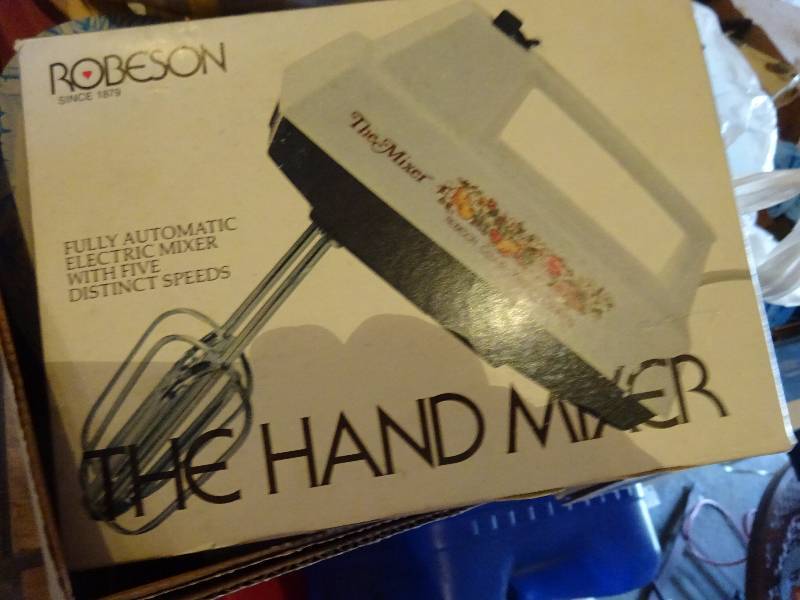 ROBESON
SINCE 1879
The Mixer
FULLY AUTOMATIC
ELECTRIC MIXER
WITH FIVE
DISTINCT SPEEDS
THE HAND MIXER